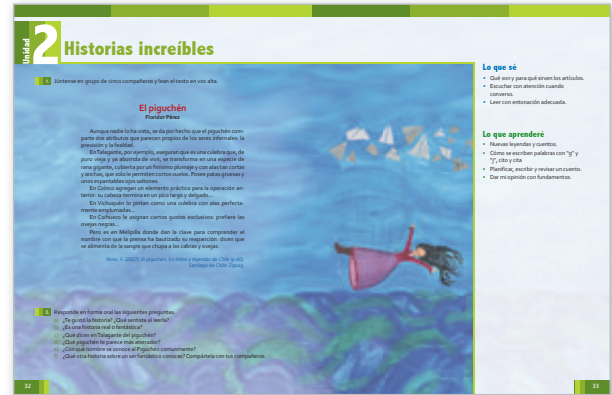 Unidad
2
Historias increíbles
1. Júntense en grupo de cinco compañeros y lean el texto en voz alta.
El piguchén
Floridor Pérez
Aunque nadie lo ha visto, se da por hecho que el piguchén com-
parte dos atributos que parecen propios de los seres infernales: la
previsión y la fealdad.
En Talagante, por ejemplo, aseguran que es una culebra que, de
puro vieja y ya aburrida de vivir, se transforma en una especie de
rana gigante, cubierta por un finísimo plumaje y con alas tan cortas
y anchas, que solo le permiten cortos vuelos. Posee patas gruesas y
unos espantables ojos saltones.
En Coinco agregan un elemento práctico para la operación an-
terior: su cabeza termina en un pico largo y delgado...
En Vichuquén lo pintan como una culebra con alas perfecta-
mente emplumadas...
En Coihueco le asignan ciertos gustos exclusivos: prefiere las
ovejas negras...
Pero es en Melipilla donde dan la clave para comprender el
nombre con que la prensa ha bautizado su reaparición: dicen que
se alimenta de la sangre que chupa a las cabras y ovejas.
Pérez, F. (2007). El piguchén. En Mitos y leyendas de Chile (p.60).
Santiago de Chile: Zigzag.
2. Responde en forma oral las siguientes preguntas.
¿Te gustó la historia? ¿Qué sentiste al leerla?
¿Es una historia real o fantástica?
¿Qué dicen en Talagante del piguchén?
¿Qué piguchén te parece más aterrador?
¿Con qué nombre se conoce al Piguchén comunmente?
¿Qué otra historia sobre un ser fantástico conoces? Compártela con tus compañeros.
32
Lo que sé
• Qué son y para qué sirven los artículos.
• Escuchar con atención cuando
converso.
• Leer con entonación adecuada.
Lo que aprenderé
• Nuevas leyendas y cuentos.
• Cómo se escriben palabras con "g" y
"j", cito y cita
• Planificar, escribir y revisar un cuento.
• Dar mi opinión con fundamentos.
33